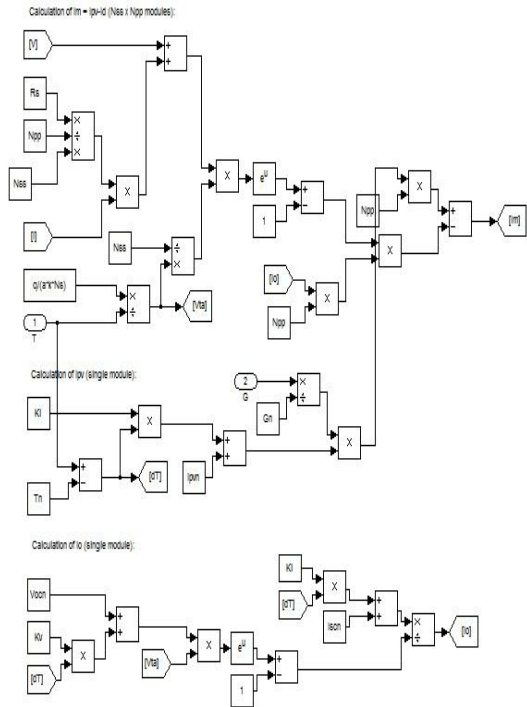 Calculation of Im = Ipv-Id (Nss x Npp modules):
[V]
+
+
Rs
×
Npp
÷
×
Nss
X
X
e^u
+
−
1
Npp
X
+
−
[Im]
[I]
Nss
÷
×
X
q/(a*k*Ns)
×
÷
[Vta]
[Io]
Npp
X
1
T
Calculation of Ipv (single module):
2
G
×
÷
Gn
KI
X
+
+
X
+
−
[dT]
Ipvn
Tn
Calculation of Io (single module):
KI
[dT]
X
+
+
Iscn
×
÷
[Io]
Vocn
+
+
Kv
[dT]
X
[Vta]
X
e^u
+
−
1